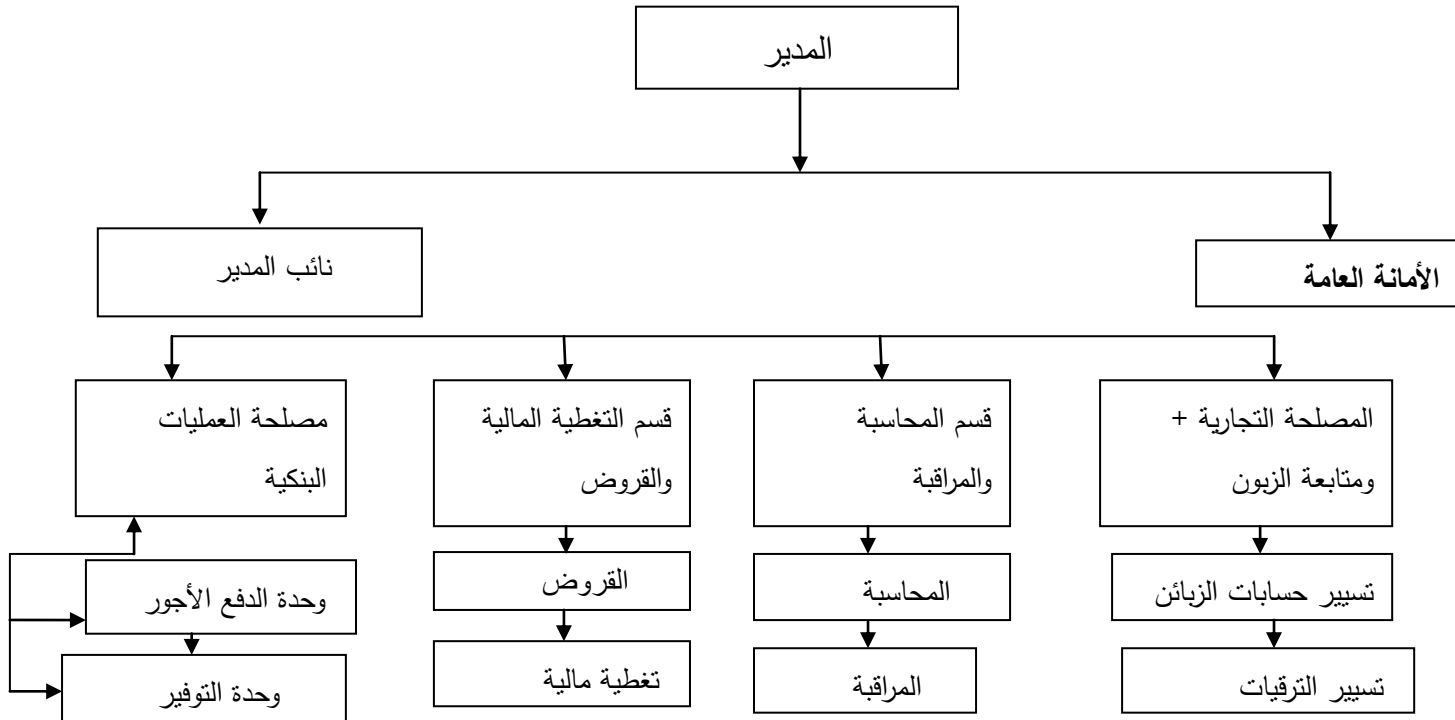 المدير
الأمانة العامة
نائب المدير
المصلحة التجارية +
ومتابعة الزبون
قسم المحاسبة
والمراقبة
قسم التغطية المالية
والقروض
مصلحة العمليات
البنكية
تسيير حسابات الزبائن
المحاسبة
القروض
وحدة الدفع الأجور
تسيير الترقيات
المراقبة
تغطية مالية
وحدة التوفير